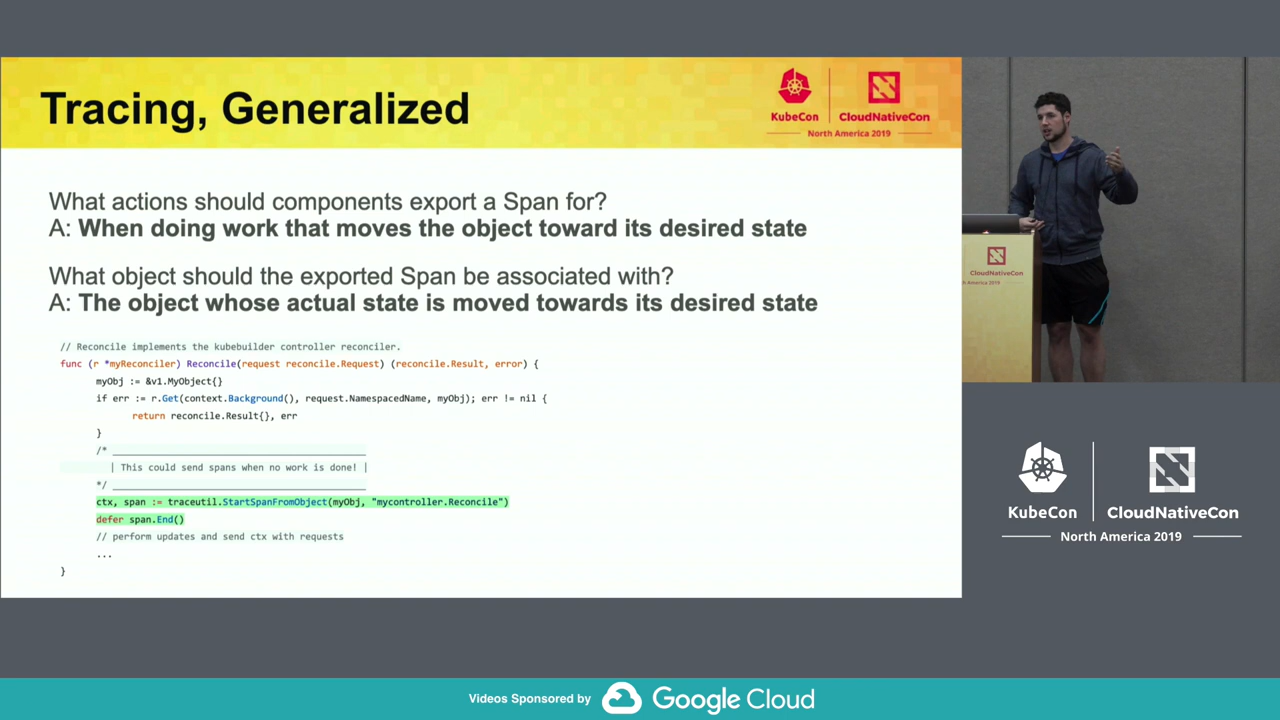 Tracing, Generalized
KubeCon
CloudNativeCon
North America 2019
What actions should components export a Span for?
A: When doing work that moves the object toward its desired state
What object should the exported Span be associated with?
A: The object whose actual state is moved towards its desired state
// Reconcile implements the kubebuilder controller reconciler.
func (r *myReconciler) Reconcile(request reconcile.Request) (reconcile.Result, error) {
myObj := &v1.MyObject{}
if err := r.Get(context.Background(), request.NamespacedName, myObj); err != nil {
return reconcile.Result{}, err
}
/* ___________________________________________
| This could send spans when no work is done! |
*/ ___________________________________________
ctx, span := traceutil.StartSpanFromObject(myObj, "mycontroller.Reconcile")
defer span.End()
// perform updates and send ctx with requests
...
}
CloudNativeCon
America 2019
KubeCon
CloudNativeCon
North America 2019
Videos Sponsored by
Google Cloud